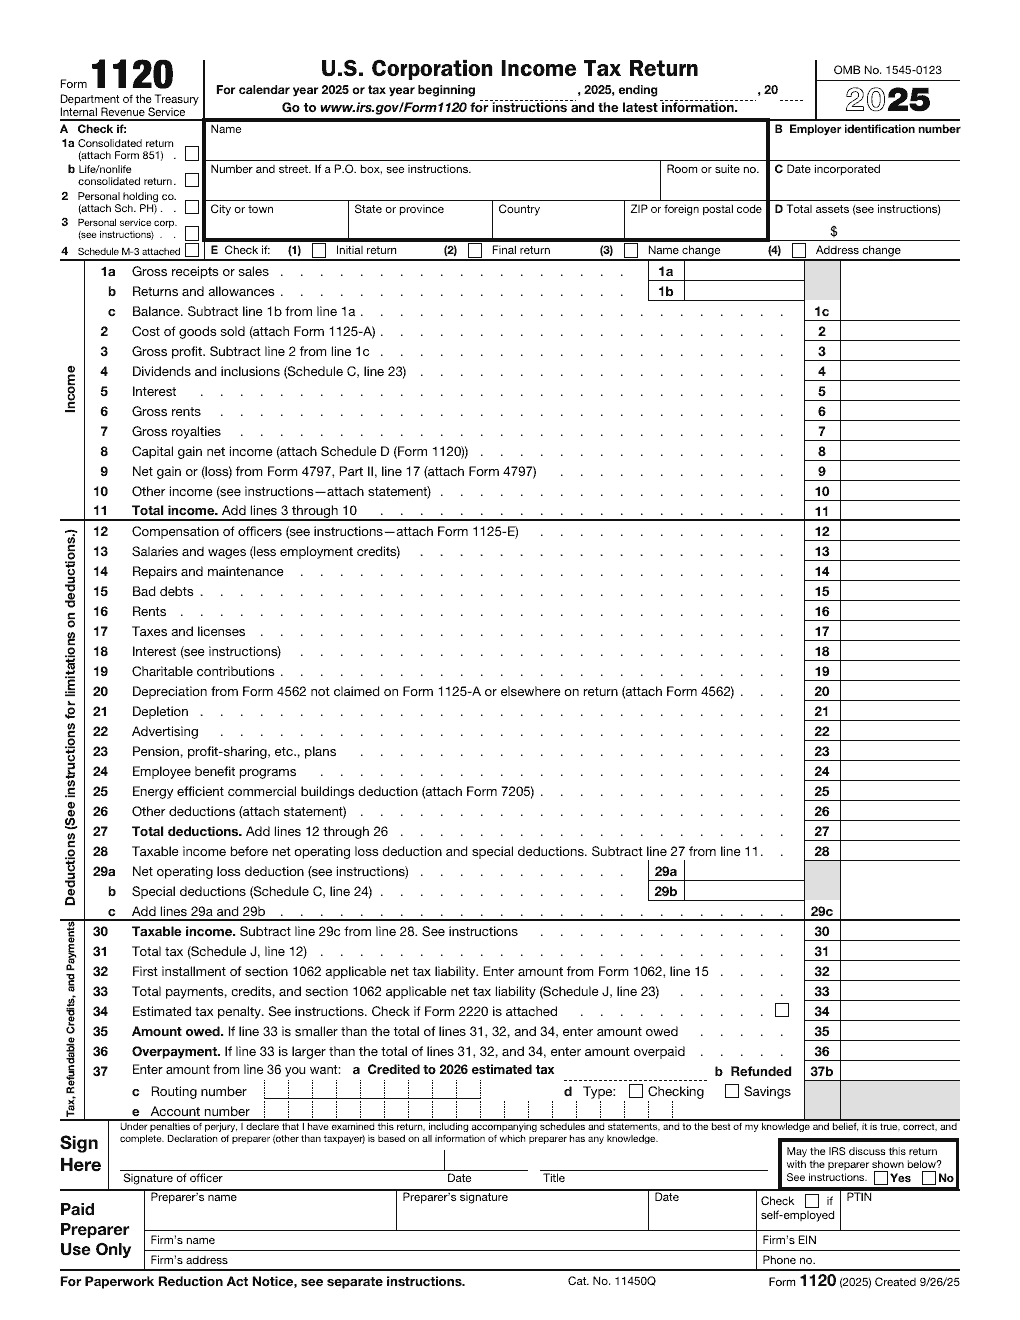 Form 1120
Department of the Treasury
Internal Revenue Service
U.S. Corporation Income Tax Return
For calendar year 2025 or tax year beginning , 2025, ending , 20
Go to www.irs.gov/Form1120 for instructions and the latest information.
OMB No. 1545-0123
2025
A Check if:
1a Consolidated return
(attach Form 851) .
b Life/nonlife
consolidated return .
2 Personal holding co.
(attach Sch. PH) . .
3 Personal service corp.
(see instructions) . .
4 Schedule M-3 attached
Name
Number and street. If a P.O. box, see instructions. Room or suite no.
City or town State or province Country ZIP or foreign postal code
B Employer identification number
C Date incorporated
D Total assets (see instructions)
$
E Check if: (1) Initial return (2) Final return (3) Name change (4) Address change
Income
1a Gross receipts or sales 1a
b Returns and allowances 1b
c Balance. Subtract line 1b from line 1a 1c
2 Cost of goods sold (attach Form 1125-A) 2
3 Gross profit. Subtract line 2 from line 1c 3
4 Dividends and inclusions (Schedule C, line 23) 4
5 Interest 5
6 Gross rents 6
7 Gross royalties 7
8 Capital gain net income (attach Schedule D (Form 1120)) 8
9 Net gain or (loss) from Form 4797, Part II, line 17 (attach Form 4797) 9
10 Other income (see instructions—attach statement) 10
11 Total income. Add lines 3 through 10 11
Deductions (See instructions for limitations on deductions.)
12 Compensation of officers (see instructions—attach Form 1125-E) 12
13 Salaries and wages (less employment credits) 13
14 Repairs and maintenance 14
15 Bad debts 15
16 Rents 16
17 Taxes and licenses 17
18 Interest (see instructions) 18
19 Charitable contributions 19
20 Depreciation from Form 4562 not claimed on Form 1125-A or elsewhere on return (attach Form 4562) 20
21 Depletion 21
22 Advertising 22
23 Pension, profit-sharing, etc., plans 23
24 Employee benefit programs 24
25 Energy efficient commercial buildings deduction (attach Form 7205) 25
26 Other deductions (attach statement) 26
27 Total deductions. Add lines 12 through 26 27
28 Taxable income before net operating loss deduction and special deductions. Subtract line 27 from line 11 28
29a Net operating loss deduction (see instructions) 29a
b Special deductions (Schedule C, line 24) 29b
c Add lines 29a and 29b 29c
Tax, Refundable Credits, and Payments
30 Taxable income. Subtract line 29c from line 28. See instructions 30
31 Total tax (Schedule J, line 12) 31
32 First installment of section 1062 applicable net tax liability. Enter amount from Form 1062, line 15 32
33 Total payments, credits, and section 1062 applicable net tax liability (Schedule J, line 23) 33
34 Estimated tax penalty. See instructions. Check if Form 2220 is attached 34
35 Amount owed. If line 33 is smaller than the total of lines 31, 32, and 34, enter amount owed 35
36 Overpayment. If line 33 is larger than the total of lines 31, 32, and 34, enter amount overpaid 36
37 Enter amount from line 36 you want: a Credited to 2026 estimated tax b Refunded 37b
c Routing number d Type: Checking Savings
e Account number
Sign
Here
Under penalties of perjury, I declare that I have examined this return, including accompanying schedules and statements, and to the best of my knowledge and belief, it is true, correct, and
complete. Declaration of preparer (other than taxpayer) is based on all information of which preparer has any knowledge.
Signature of officer Date Title
May the IRS discuss this return
with the preparer shown below?
See instructions. Yes No
Paid
Preparer
Use Only
Preparer's name Preparer's signature Date Check if
self-employed PTIN
Firm's name Firm's EIN
Firm's address Phone no.
For Paperwork Reduction Act Notice, see separate instructions. Cat. No. 11450Q Form 1120 (2025) Created 9/26/25